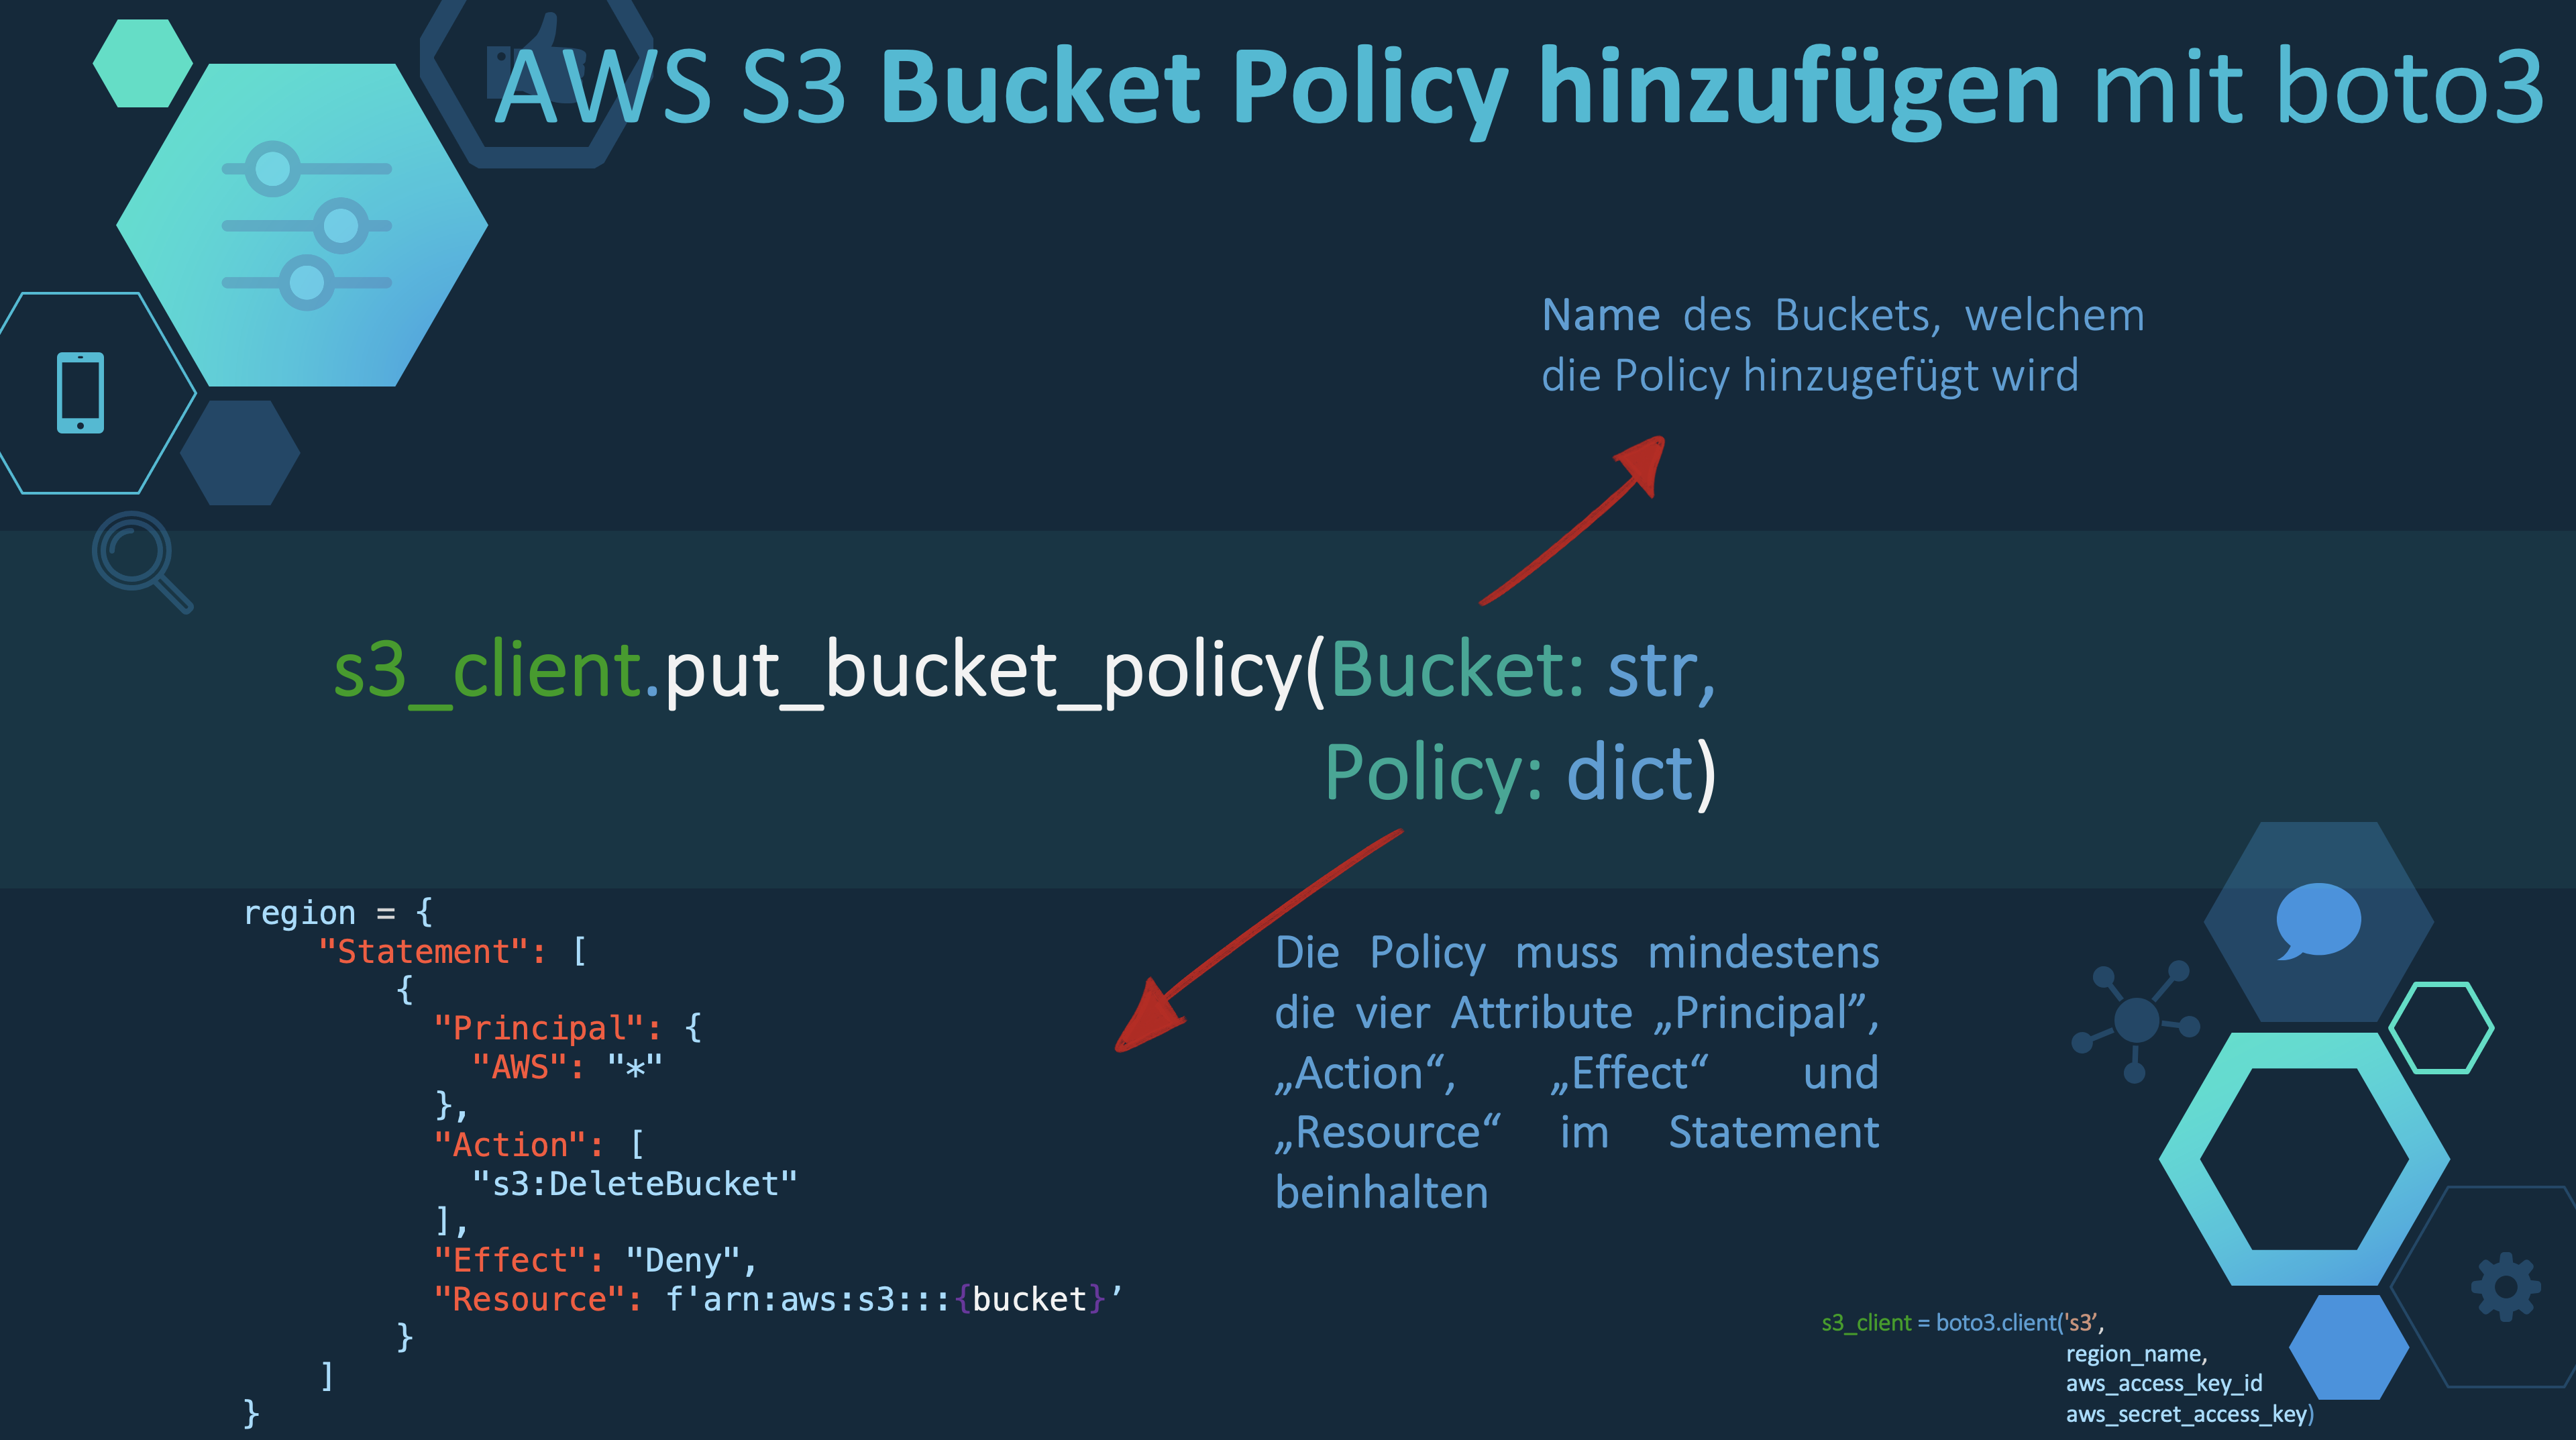 AWS S3 Bucket Policy hinzufügen mit boto3
Name des Buckets, welchem
die Policy hinzugefügt wird
s3_client.put_bucket_policy(Bucket: str,
Policy: dict)
region = {
"Statement": [
{
"Principal": {
"AWS": "*"
},
"Action": [
"s3:DeleteBucket"
],
"Effect": "Deny",
"Resource": f'arn:aws:s3:::{bucket}’
}
]
}
Die Policy muss mindestens
die vier Attribute „Principal”,
„Action“, „Effect“ und
„Resource“ im Statement
beinhalten
s3_client = boto3.client('s3’,
region_name,
aws_access_key_id
aws_secret_access_key)